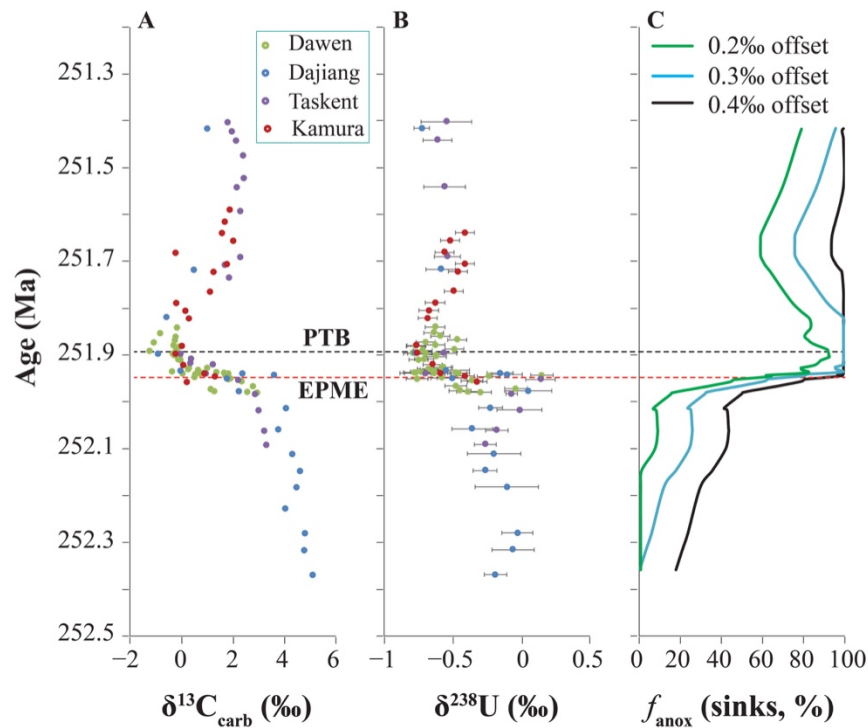 A
B
C
Dawen
Dajiang
Taskent
Kamura
0.2‰ offset
0.3‰ offset
0.4‰ offset
Age (Ma)
251.3
251.5
251.7
251.9
252.1
252.3
252.5
PTB
EPME
−2 0 2 4 6
−1 −0.5 0 0.5
0 20 40 60 80 100
δ¹³C_carb (‰)
δ²³⁸U (‰)
f_anox (sinks, %)